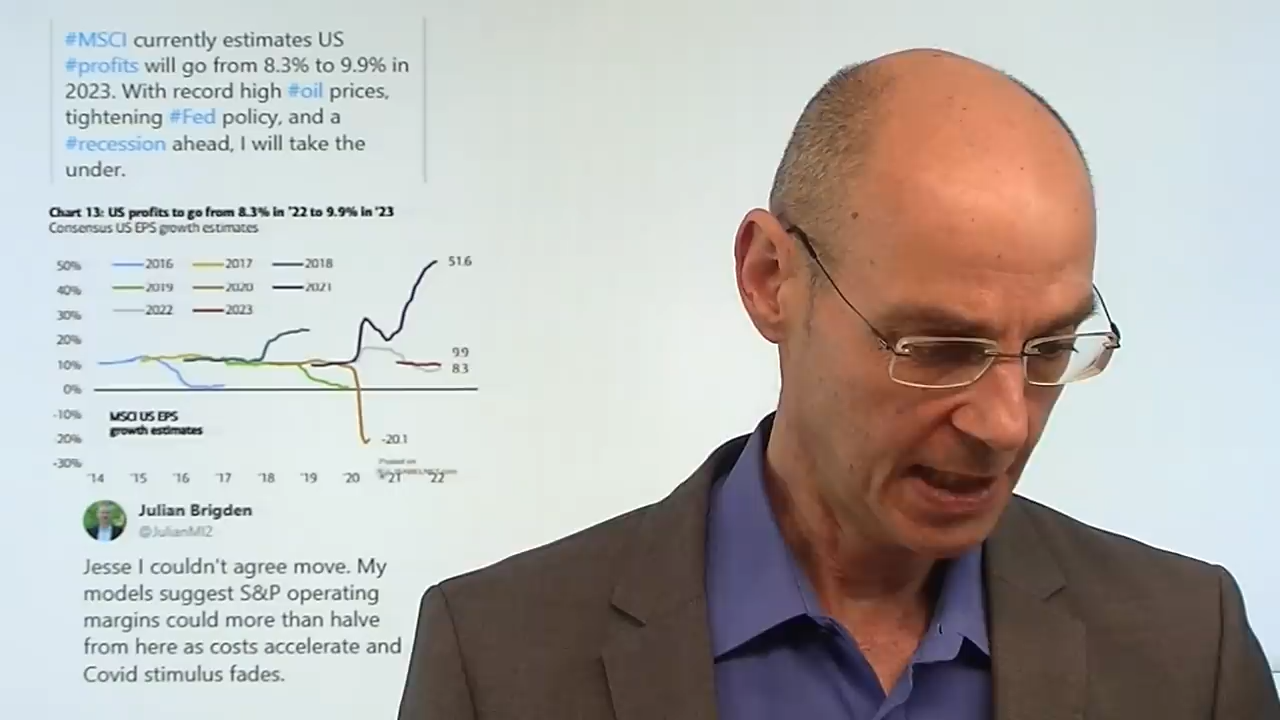 #MSCI currently estimates US
#profits will go from 8.3% to 9.9% in
2023. With record high #oil prices,
tightening #Fed policy, and a
#recession ahead, I will take the
under.
Chart 13: US profits to go from 8.3% in '22 to 9.9% in '23
Consensus US EPS growth estimates
50%
40%
30%
20%
10%
0%
-10%
-20%
-30%
2016 2017 2018
2019 2020 2021
2022 2023
51.6
9.9
8.3
-20.1
MSCI US EPS
growth estimates
Posted on
'14 '15 '16 '17 '18 '19 '20 '21 '22
Julian Brigden
@JulianMI2
Jesse I couldn't agree move. My
models suggest S&P operating
margins could more than halve
from here as costs accelerate and
Covid stimulus fades.